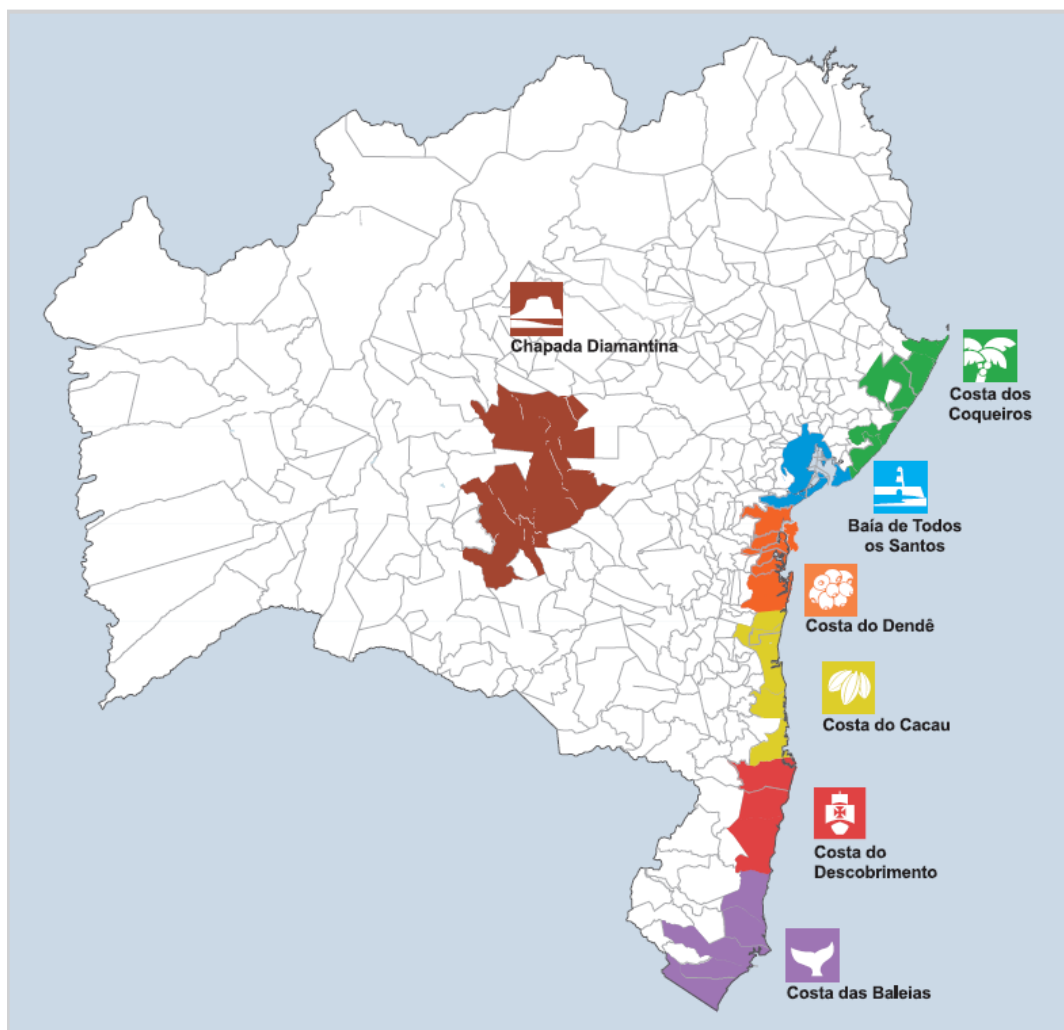 Chapada Diamantina
Costa dos
Coqueiros
Baía de Todos
os Santos
Costa do Dendê
Costa do Cacau
Costa do
Descobrimento
Costa das Baleias